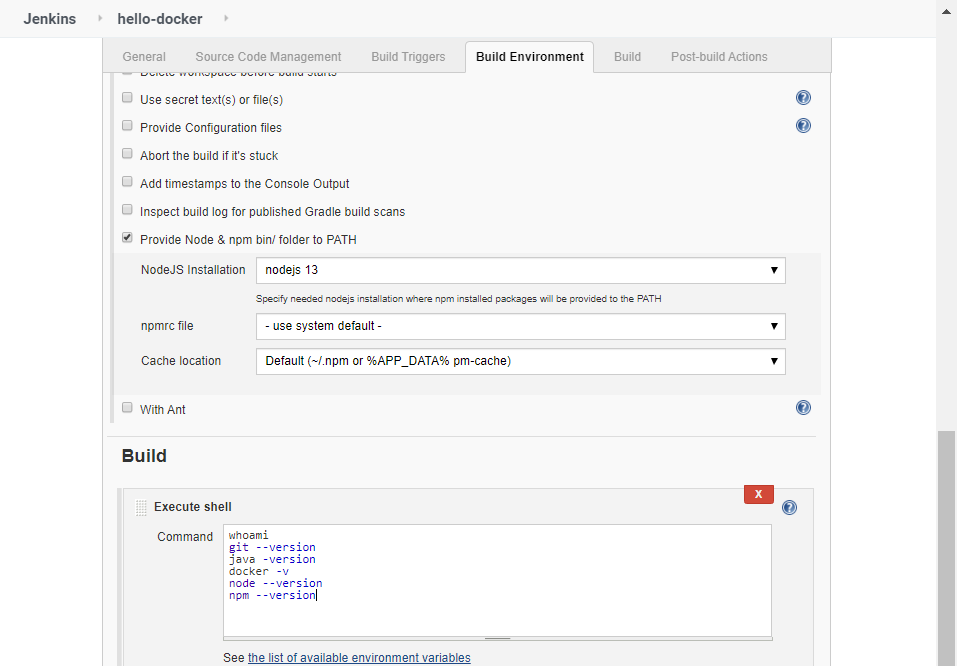 Jenkins hello-docker
General Source Code Management Build Triggers Build Environment Build Post-build Actions
Delete workspace before build starts
Use secret text(s) or file(s)
Provide Configuration files
Abort the build if it's stuck
Add timestamps to the Console Output
Inspect build log for published Gradle build scans
Provide Node & npm bin/ folder to PATH
NodeJS Installation nodejs 13
Specify needed nodejs installation where npm installed packages will be provided to the PATH
npmrc file - use system default -
Cache location Default (~/.npm or %APP_DATA% pm-cache)
With Ant
Build
X
Execute shell
Command whoami
git --version
java -version
docker -v
node --version
npm --version
See the list of available environment variables